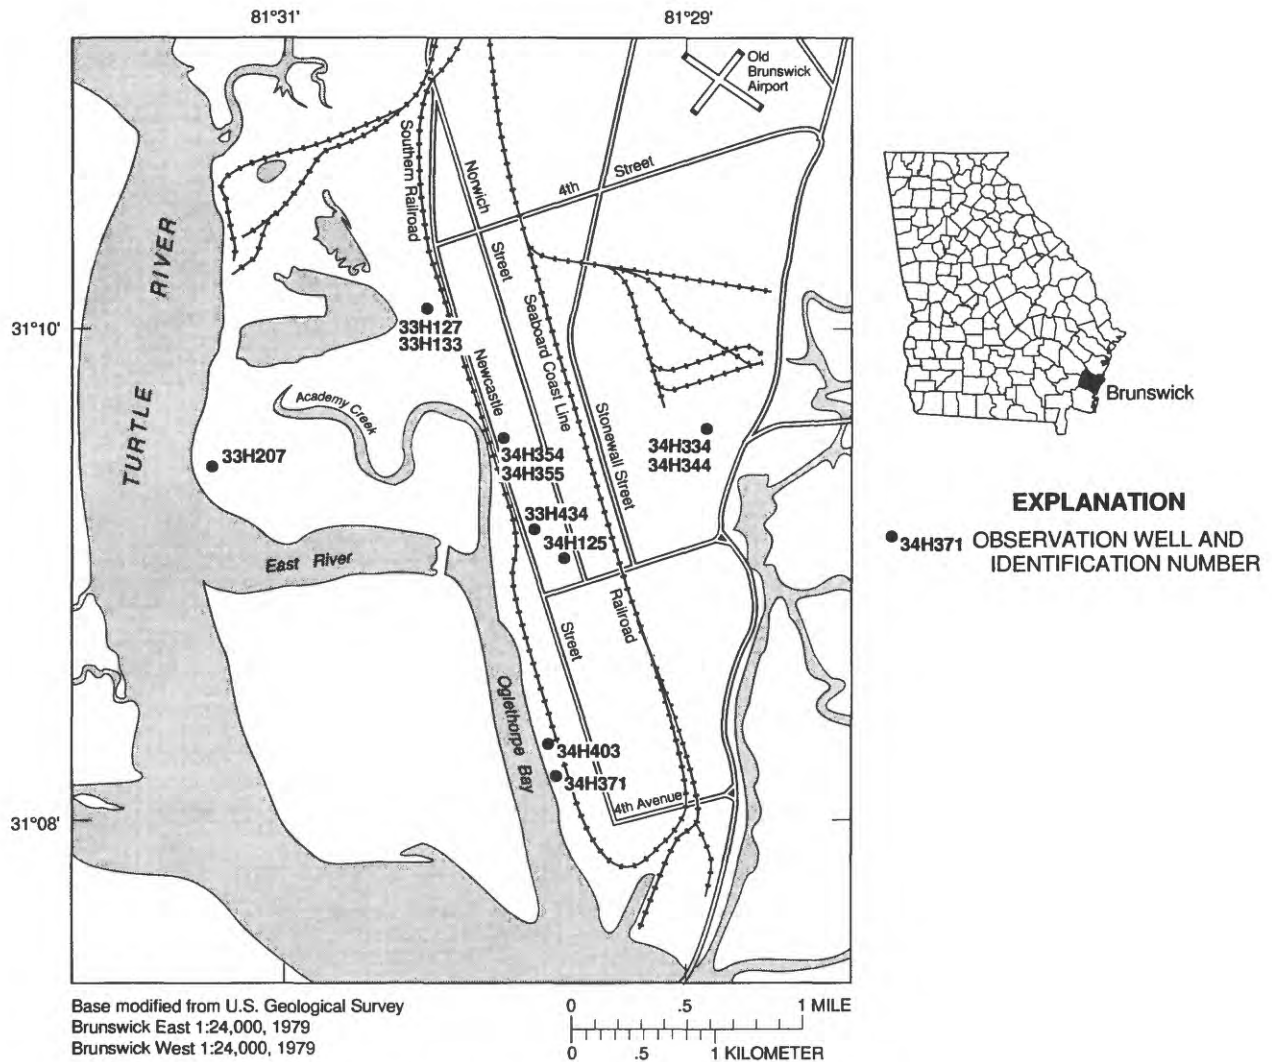 81°31'
81°29'
Old
Brunswick
Airport
Southern Railroad
Norwich
Street
4th
Street
TURTLE RIVER
31°10'
33H127
33H133
Newcastle
Seaboard Coast Line
Stonewall Street
Academy Creek
33H207
34H354
34H355
34H334
34H344
33H434
34H125
East River
Railroad
Street
Oglethorpe Bay
34H403
34H371
4th Avenue
31°08'
Brunswick
EXPLANATION
34H371 OBSERVATION WELL AND
IDENTIFICATION NUMBER
Base modified from U.S. Geological Survey
Brunswick East 1:24,000, 1979
Brunswick West 1:24,000, 1979
0 .5 1 MILE
0 .5 1 KILOMETER